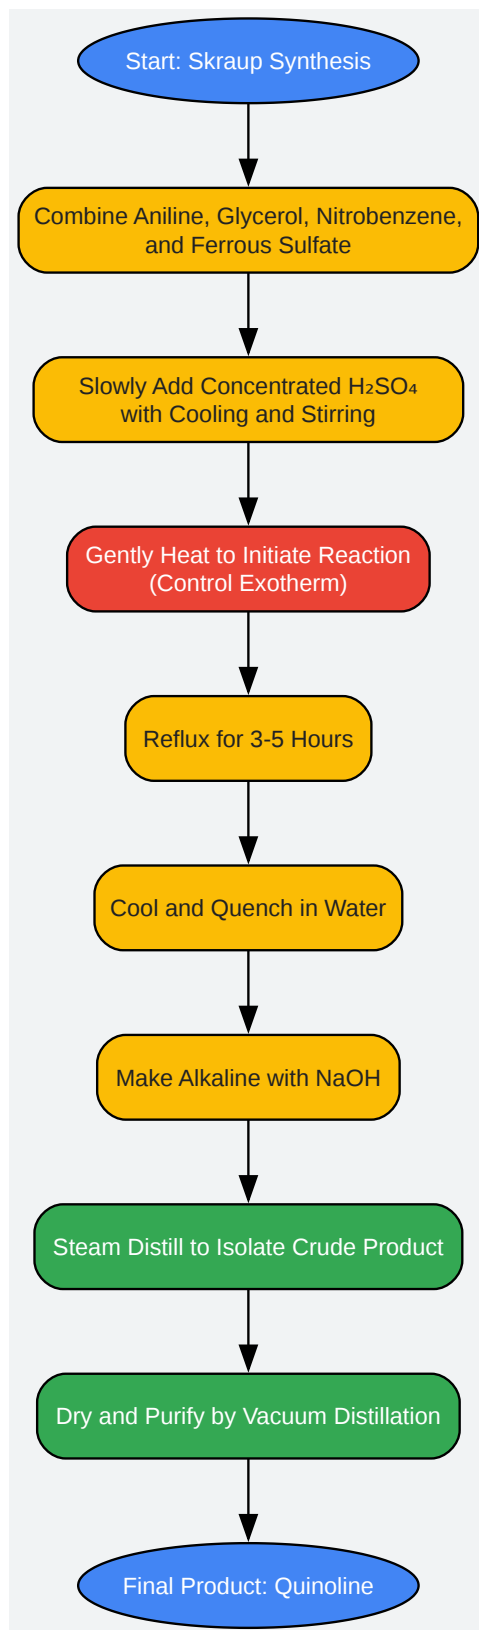 Start: Skraup Synthesis
Combine Aniline, Glycerol, Nitrobenzene,
and Ferrous Sulfate
Slowly Add Concentrated H₂SO₄
with Cooling and Stirring
Gently Heat to Initiate Reaction
(Control Exotherm)
Reflux for 3-5 Hours
Cool and Quench in Water
Make Alkaline with NaOH
Steam Distill to Isolate Crude Product
Dry and Purify by Vacuum Distillation
Final Product: Quinoline